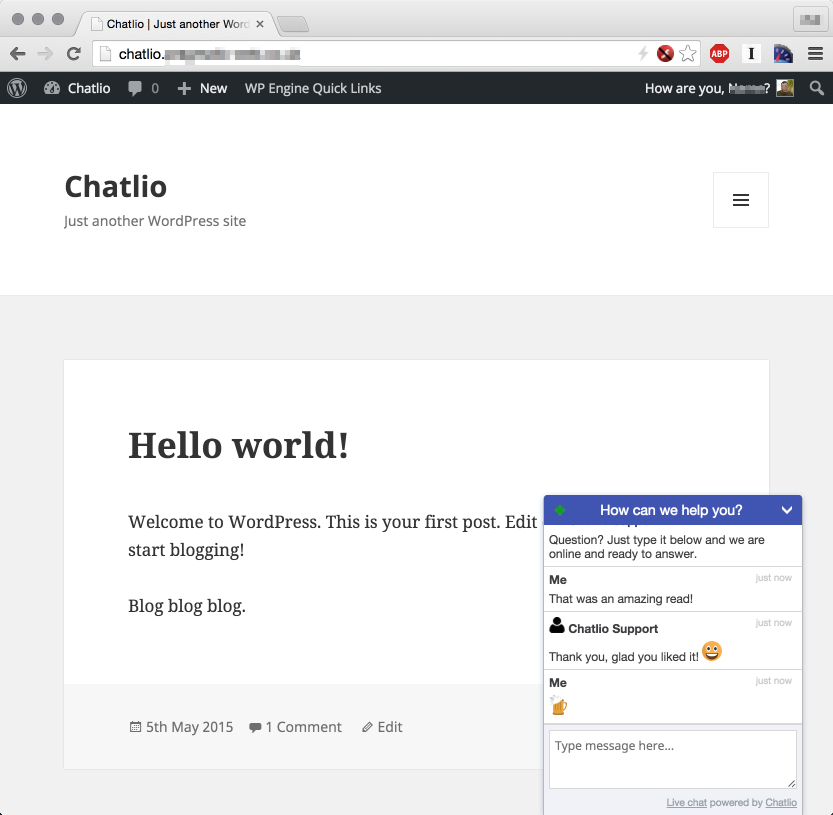 Chatlio | Just another Word
chatlio.
ABP
I
Chatlio 0 New WP Engine Quick Links How are you, ?
Chatlio
Just another WordPress site
Hello world!
Welcome to WordPress. This is your first post. Edit
start blogging!
Blog blog blog.
5th May 2015 1 Comment Edit
How can we help you?
Question? Just type it below and we are
online and ready to answer.
Me just now
That was an amazing read!
Chatlio Support just now
Thank you, glad you liked it!
Me just now
Type message here...
Live chat powered by Chatlio